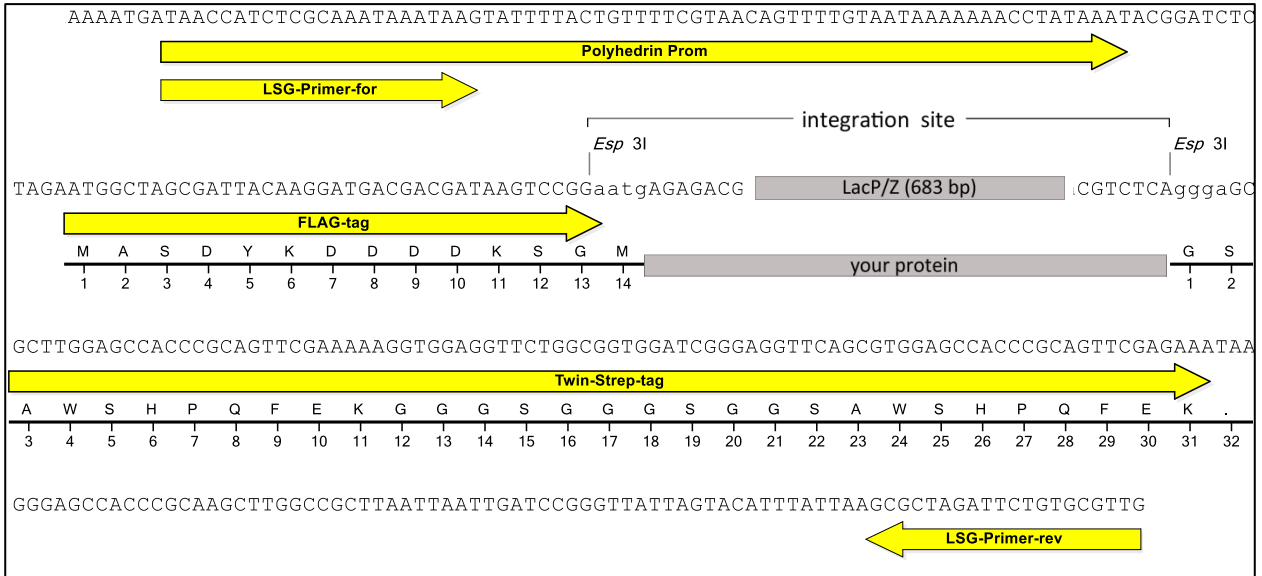 AAAATGATAACCATCTCGCAAATAAATAAGTATTTTACTGTTTTCGTAACAGTTTTGTAATAAAAAAACCTATAAATACGGATCTC
Polyhedrin Prom
LSG-Primer-for
integration site
Esp 3I Esp 3I
TAGAATGGCTAGCGATTACAAGGATGACGACGATAAGTCCGGaatgAGAGACG LacP/Z (683 bp) CGTCTCAgggaGC
FLAG-tag
M A S D Y K D D D D K S G M G S
your protein
1 2 3 4 5 6 7 8 9 10 11 12 13 14 1 2
GCTTGGAGCCACCCGCAGTTCGAAAAAGGTGGAGGTTCTGGCGGTGGATCGGGAGGTTCAGCGTGGAGCCACCCGCAGTTCGAGAAATAA
Twin-Strep-tag
A W S H P Q F E K G G G S G G G S G G S A W S H P Q F E K .
3 4 5 6 7 8 9 10 11 12 13 14 15 16 17 18 19 20 21 22 23 24 25 26 27 28 29 30 31 32
GGGAGCCACCCGCAAGCTTGGCCGCTTAATTAATTGATCCGGGTTATTAGTACATTTATTAAGCGCTAGATTCTGTGCGTTG
LSG-Primer-rev